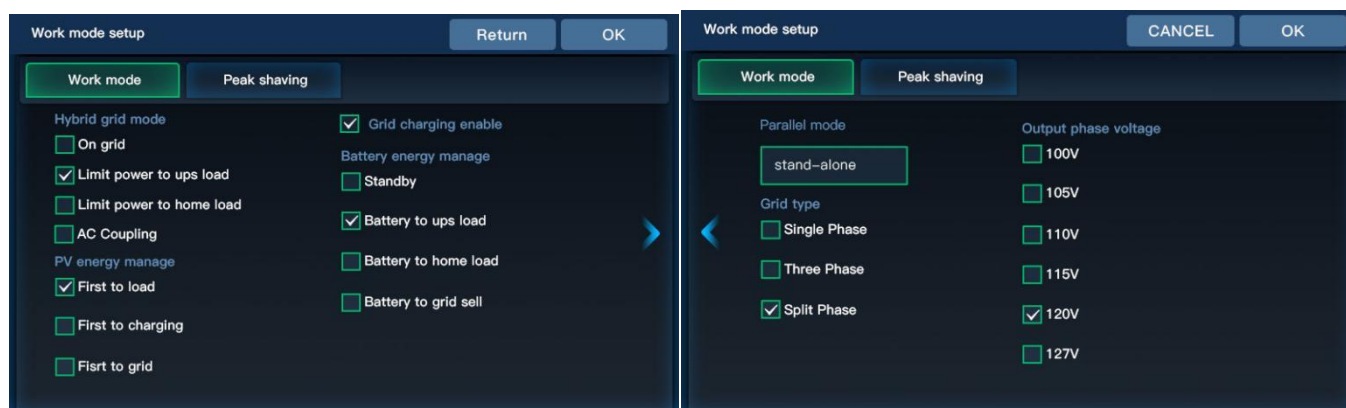 Work mode setup
Return
OK
Work mode
Peak shaving
Hybrid grid mode
On grid
Limit power to ups load
Limit power to home load
AC Coupling
PV energy manage
First to load
First to charging
Fisrt to grid
Grid charging enable
Battery energy manage
Standby
Battery to ups load
Battery to home load
Battery to grid sell
Work mode setup
CANCEL
OK
Work mode
Peak shaving
Parallel mode
stand-alone
Grid type
Single Phase
Three Phase
Split Phase
Output phase voltage
100V
105V
110V
115V
120V
127V